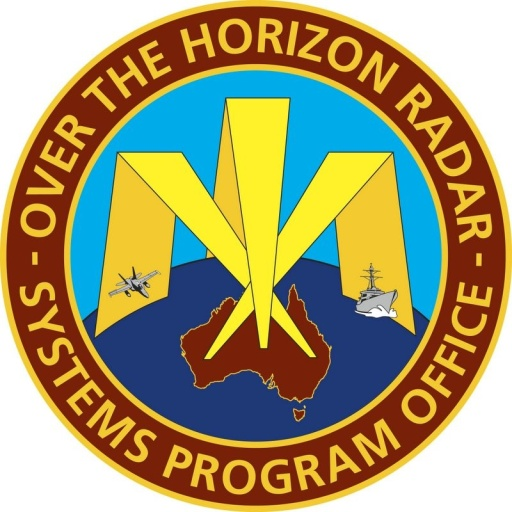 - OVER THE HORIZON RADAR -
SYSTEMS PROGRAM OFFICE